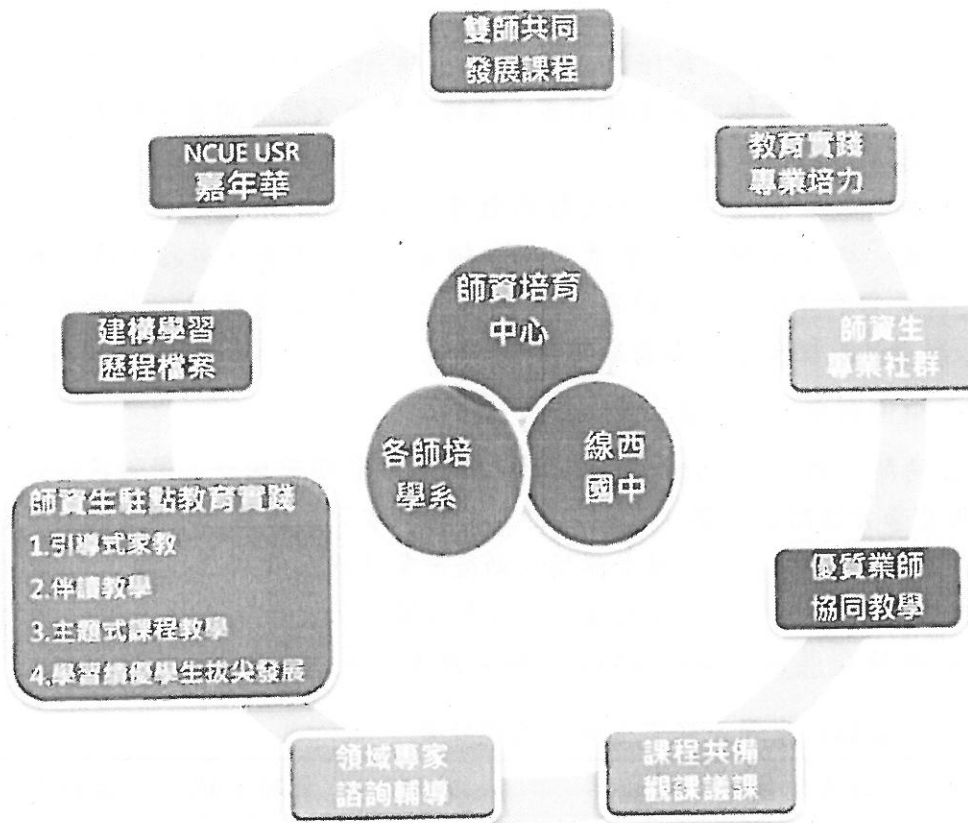 雙師共同
發展課程
教育實踐
專業培力
師資生
專業社群
優質業師
協同教學
課程共備
觀課議課
領域專家
諮詢輔導
師資生駐點教育實踐
1.引導式家教
2.伴讀教學
3.主題式課程教學
4.學習績優學生拔尖發展
建構學習
歷程檔案
NCUE USR
嘉年華
師資培育
中心
各師培
學系
線西
國中